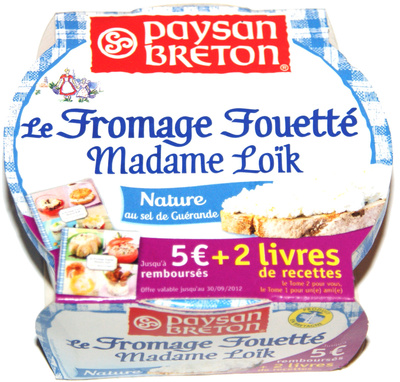 PAYSAN
BRETON
Le Fromage Fouetté
Madame Loïk
Nature
au sel de Guérande
Jusqu'à 5€ + 2 livres
remboursés de recettes
le Tome 2 pour vous,
le Tome 1 pour un(e) ami(e)
Offre valable jusqu'au 30/09/2012
PAYSAN
BRETON
Le Fromage Fouetté
Madame Loïk
Nature
5€
remboursés
+ 2 livres